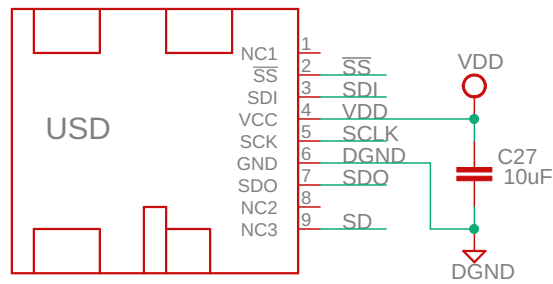 USD
NC1 1
SS 2 SS
SDI 3 SDI
VCC 4 VDD
SCK 5 SCLK
GND 6 DGND
SDO 7 SDO
NC2 8
NC3 9 SD
VDD
C27
10uF
DGND